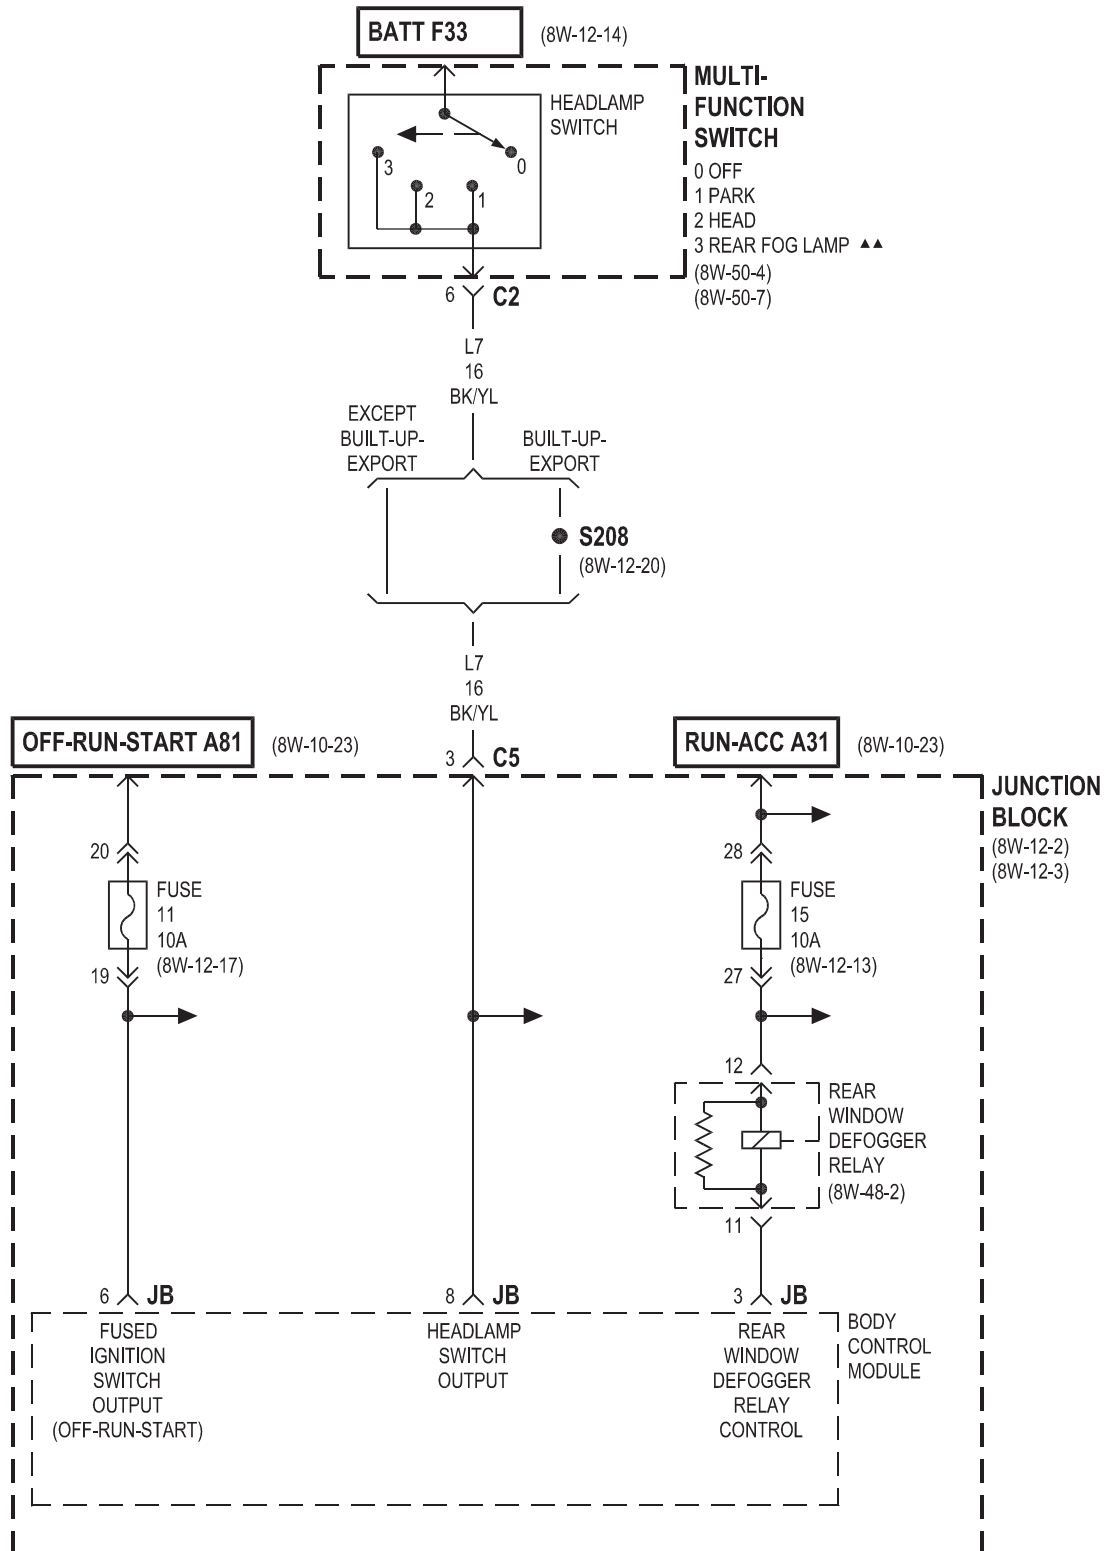 BATT F33
(8W-12-14)
HEADLAMP
SWITCH
MULTI-
FUNCTION
SWITCH
0 OFF
1 PARK
2 HEAD
3 REAR FOG LAMP ▲▲
(8W-50-4)
(8W-50-7)
3
2
1
0
6
C2
L7
16
BK/YL
EXCEPT
BUILT-UP-
EXPORT
BUILT-UP-
EXPORT
S208
(8W-12-20)
L7
16
BK/YL
3
C5
OFF-RUN-START A81
(8W-10-23)
RUN-ACC A31
(8W-10-23)
JUNCTION
BLOCK
(8W-12-2)
(8W-12-3)
20
FUSE
11
10A
(8W-12-17)
19
28
FUSE
15
10A
(8W-12-13)
27
12
REAR
WINDOW
DEFOGGER
RELAY
(8W-48-2)
11
6
JB
8
JB
3
JB
FUSED
IGNITION
SWITCH
OUTPUT
(OFF-RUN-START)
HEADLAMP
SWITCH
OUTPUT
REAR
WINDOW
DEFOGGER
RELAY
CONTROL
BODY
CONTROL
MODULE